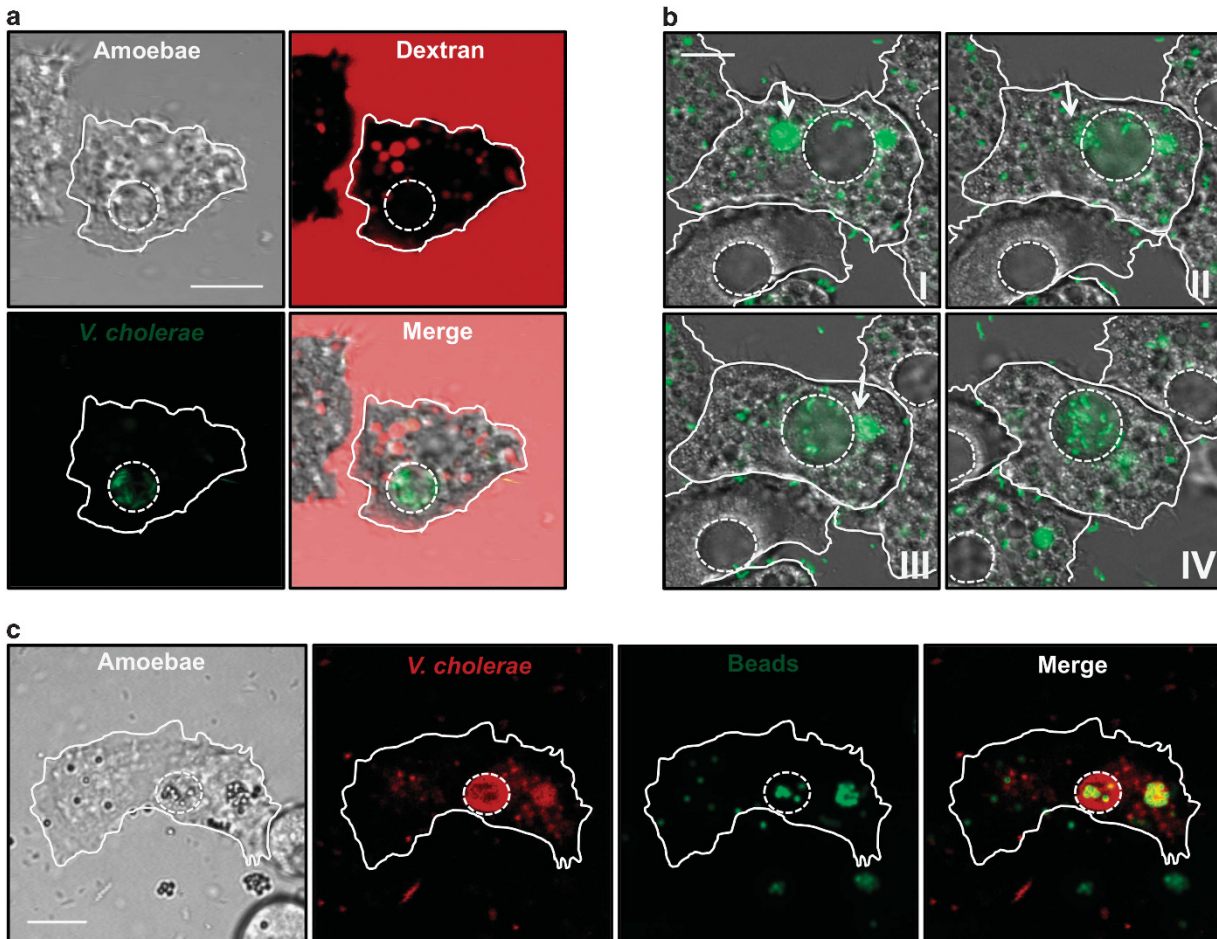 a
Amoebae
Dextran
V. cholerae
Merge
b
I
II
III
IV
c
Amoebae
V. cholerae
Beads
Merge